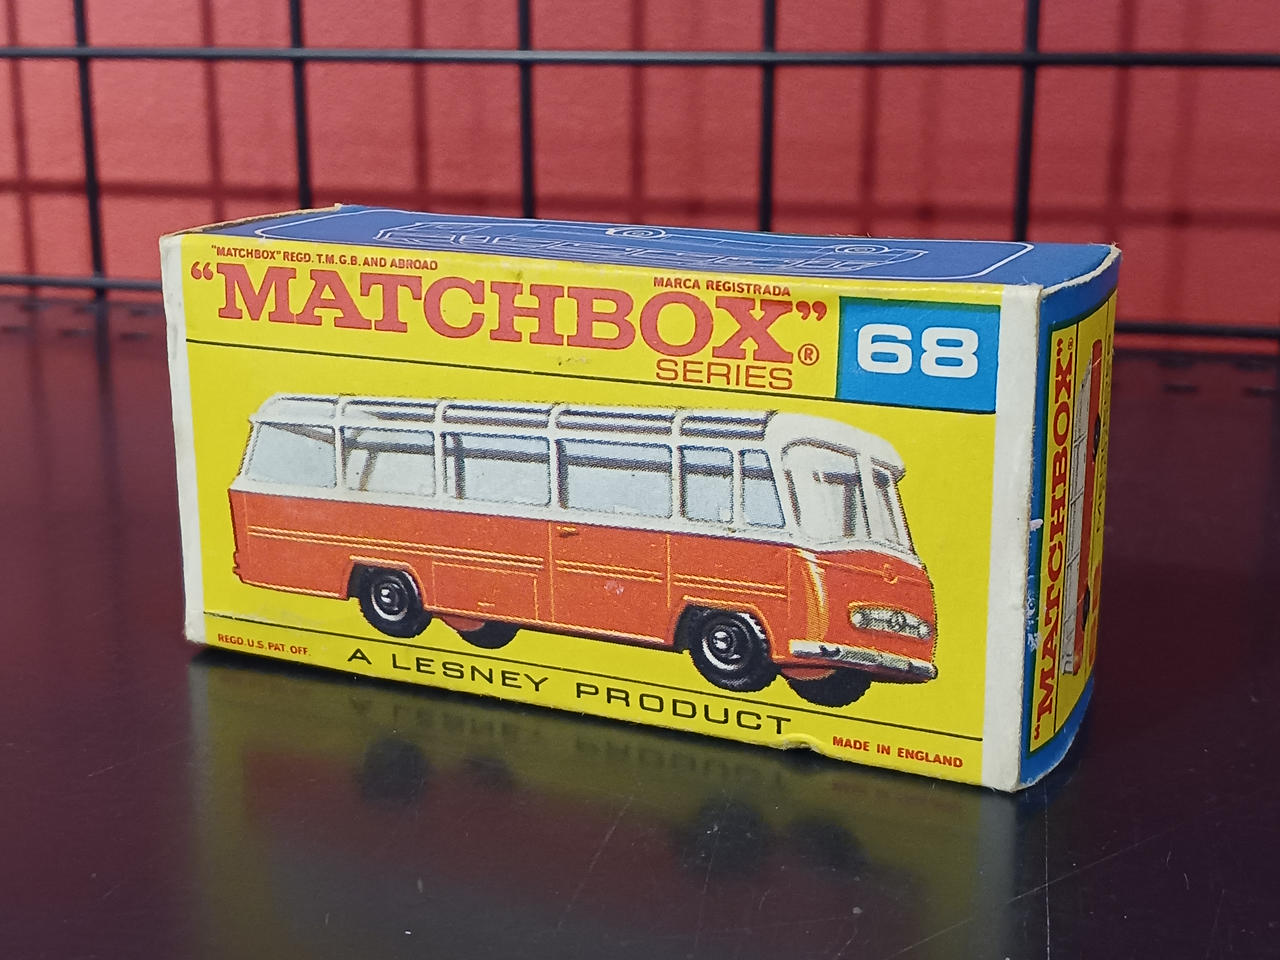 "MATCHBOX" REGD. T.M.G.B. AND ABROAD
MARCA REGISTRADA
"MATCHBOX"®
SERIES
68
REGD. U.S. PAT. OFF.
A LESNEY PRODUCT
MADE IN ENGLAND
"MATCHBOX"®